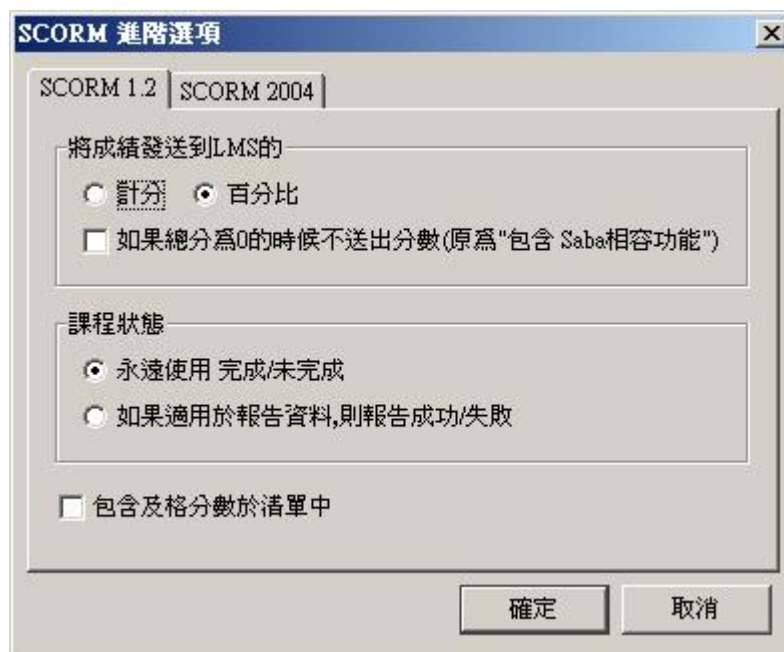 SCORM 進階選項
SCORM 1.2 SCORM 2004
將成績發送到LMS的
計分 百分比
如果總分爲0的時候不送出分數(原爲"包含 Saba相容功能")
課程狀態
永遠使用 完成/未完成
如果適用於報告資料,則報告成功/失敗
包含及格分數於清單中
確定 取消